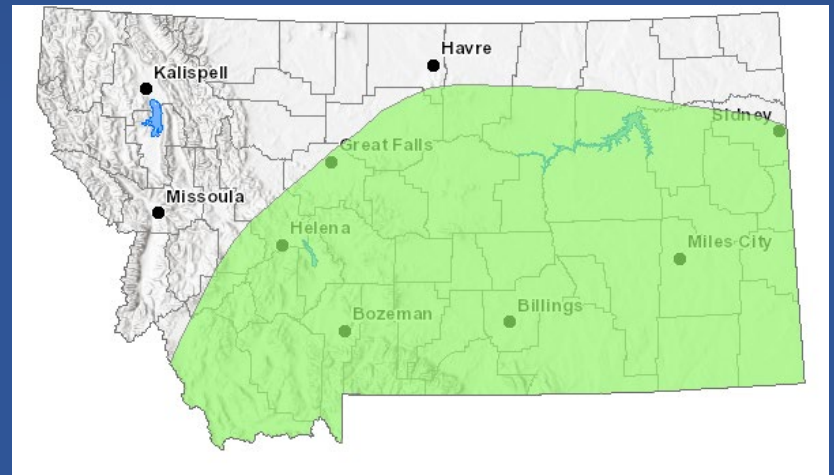 Havre
Kalispell
Sidney
Great Falls
Missoula
Helena
Miles City
Billings
Bozeman